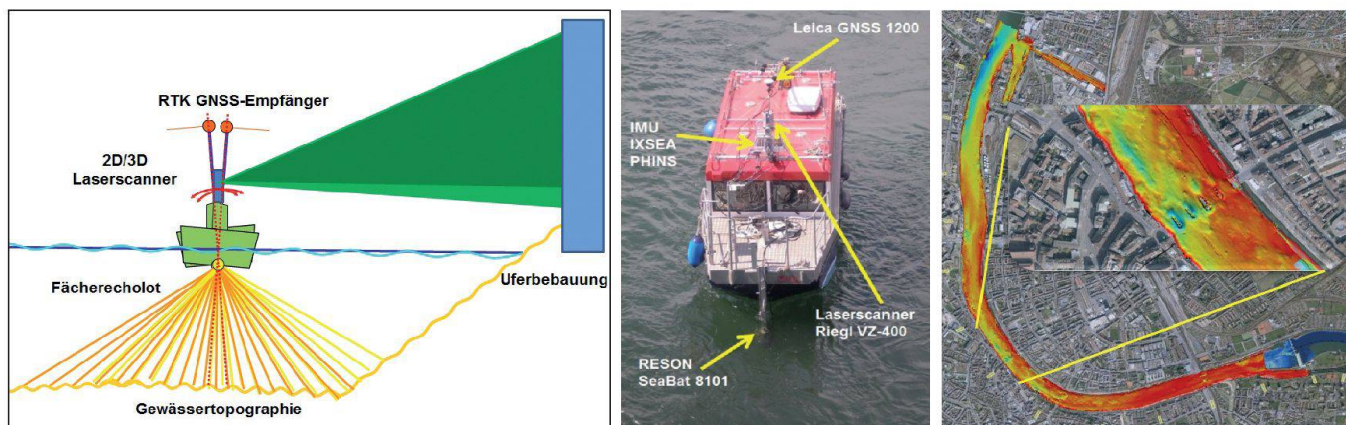 RTK GNSS-Empfänger
2D/3D
Laserscanner
Fächerecholot
Uferbebauung
Gewässertopographie
Leica GNSS 1200
IMU
IXSEA
PHINS
Laserscanner
Riegl VZ-400
RESON
SeaBat 8101